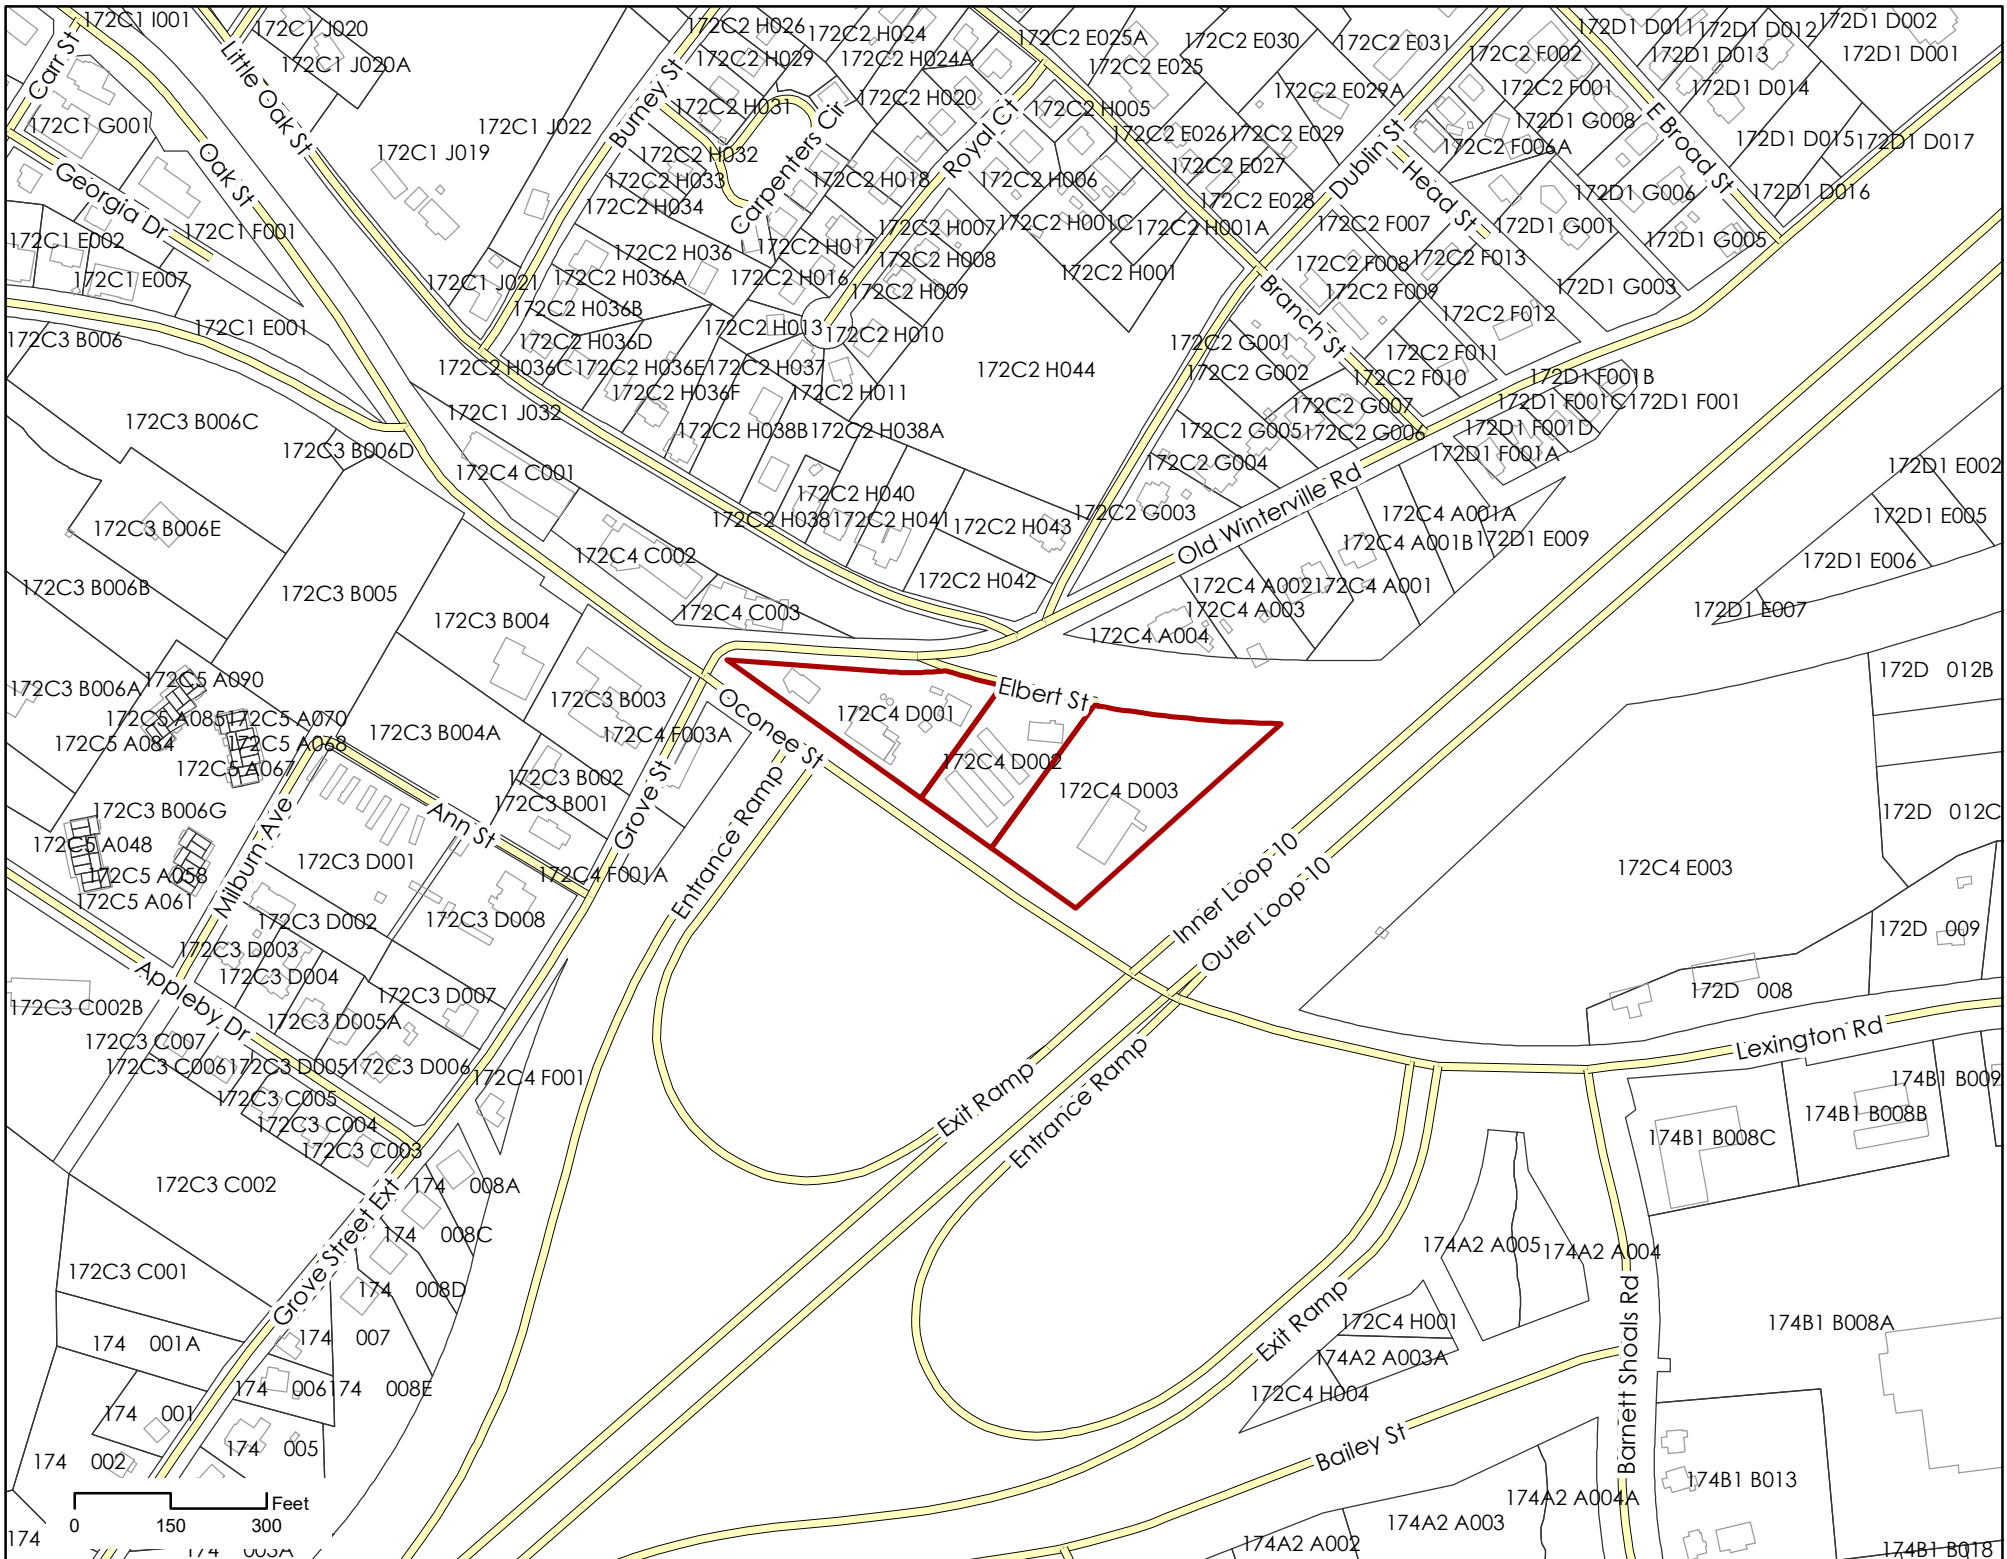 172C1 I001
172C1 J020
172C2 H026
172C2 H024
172C2 E025A
172C2 E030
172C2 E031
172D1 D011
172D1 D012
172D1 D002
172C1 J020A
172C2 H029
172C2 H024A
172C2 E025
172C2 F002
172D1 D013
172D1 D001
Carr St
Little Oak St
Burney St
172C2 H031
172C2 H020
172C2 H005
172C2 E029A
172C2 F001
172D1 D014
172C1 G001
172C1 J022
Carpenters Cir
Royal Ct
172C2 E026
172C2 E029
172D1 G008
E Broad St
172D1 D015
172D1 D017
172C1 J019
172C2 H032
172C2 E027
Dublin St
172C2 F006A
Oak St
Georgia Dr
172C2 H033
172C2 H018
172C2 H006
172C2 E028
Head St
172D1 G006
172D1 D016
172C2 H034
172C2 H007
172C2 H001C
172C2 H001A
172C2 F007
172D1 G001
172D1 G005
172C1 E002
172C1 F001
172C2 H036
172C2 H017
172C2 H008
172C2 F008
172C2 F013
172C1 E007
172C1 J021
172C2 H036A
172C2 H016
172C2 H009
172C2 H001
172C2 F009
172D1 G003
172C2 H036B
Branch St
172C2 F012
172C3 B006
172C1 E001
172C2 H036D
172C2 H013
172C2 H010
172C2 G001
172C2 F011
172C2 H036C
172C2 H036E
172C2 H037
172C2 H044
172C2 G002
172C2 F010
172D1 F001B
172C2 H036F
172C2 H011
172C2 G007
172D1 F001C
172D1 F001
172C3 B006C
172C1 J032
172C2 H038B
172C2 H038A
172C2 G005
172C2 G006
172D1 F001D
172C3 B006D
172C4 C001
172C2 G004
172D1 F001A
172D1 E002
172C2 H040
172C2 H038
172C2 H041
172C2 H043
172C2 G003
Old Winterville Rd
172C4 A001A
172D1 E005
172C3 B006E
172C4 C002
172C4 A001B
172D1 E009
172D1 E006
172C3 B006B
172C3 B005
172C2 H042
172C4 A002
172C4 A001
172C3 B004
172C4 C003
172C4 A003
172D1 E007
172C4 A004
172D 012B
172C3 B006A
172C5 A090
172C3 B003
Oconee St
Elbert St
172C5 A085
172C5 A070
172C3 B004A
172C4 F003A
172C4 D001
172C5 A084
172C5 A068
172C5 A067
172C3 B002
172C4 D002
172C3 B001
172C4 D003
172C3 B006G
Milburn Ave
Ann St
Grove St
Entrance Ramp
172D 012C
172C5 A048
172C3 D001
172C4 E003
172C5 A058
172C4 F001A
172C5 A061
Inner Loop 10
Outer Loop 10
172C3 D002
172C3 D008
172D 009
172C3 D003
172C3 D004
172C3 D007
172D 008
Appleby Dr
172C3 C002B
172C3 D005A
172C3 C007
Lexington Rd
172C3 C006
172C3 D005
172C3 D006
172C4 F001
Exit Ramp
Entrance Ramp
174B1 B009
172C3 C005
174B1 B008B
172C3 C004
174B1 B008C
172C3 C003
172C3 C002
174 008A
Grove Street Ext
174 008C
174A2 A005
174A2 A004
172C3 C001
174 008D
Exit Ramp
Barnett Shoals Rd
172C4 H001
174B1 B008A
174 001A
174 007
174A2 A003A
174 006
174 008E
172C4 H004
174 001
174 005
Bailey St
174 002
174B1 B013
174A2 A004A
174A2 A003
Feet
0 150 300
174
174 003A
174A2 A002
174B1 B018